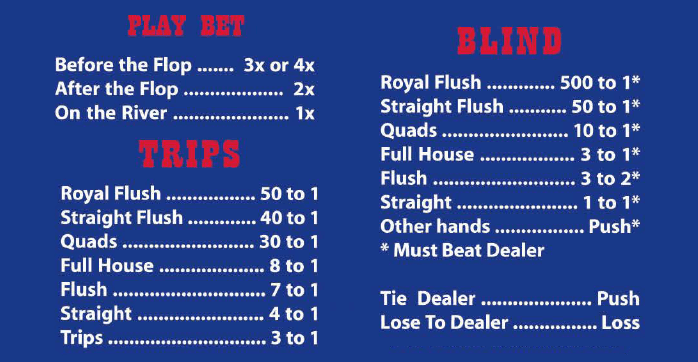 PLAY BET
Before the Flop ....... 3x or 4x
After the Flop ................... 2x
On the River ...................... 1x
TRIPS
Royal Flush ................. 50 to 1
Straight Flush ............. 40 to 1
Quads ......................... 30 to 1
Full House .................... 8 to 1
Flush ............................. 7 to 1
Straight ........................ 4 to 1
Trips .............................. 3 to 1
BLIND
Royal Flush ............. 500 to 1*
Straight Flush ........... 50 to 1*
Quads ........................ 10 to 1*
Full House .................. 3 to 1*
Flush ........................... 3 to 2*
Straight ...................... 1 to 1*
Other hands ................. Push*
* Must Beat Dealer
Tie Dealer ..................... Push
Lose To Dealer ................ Loss